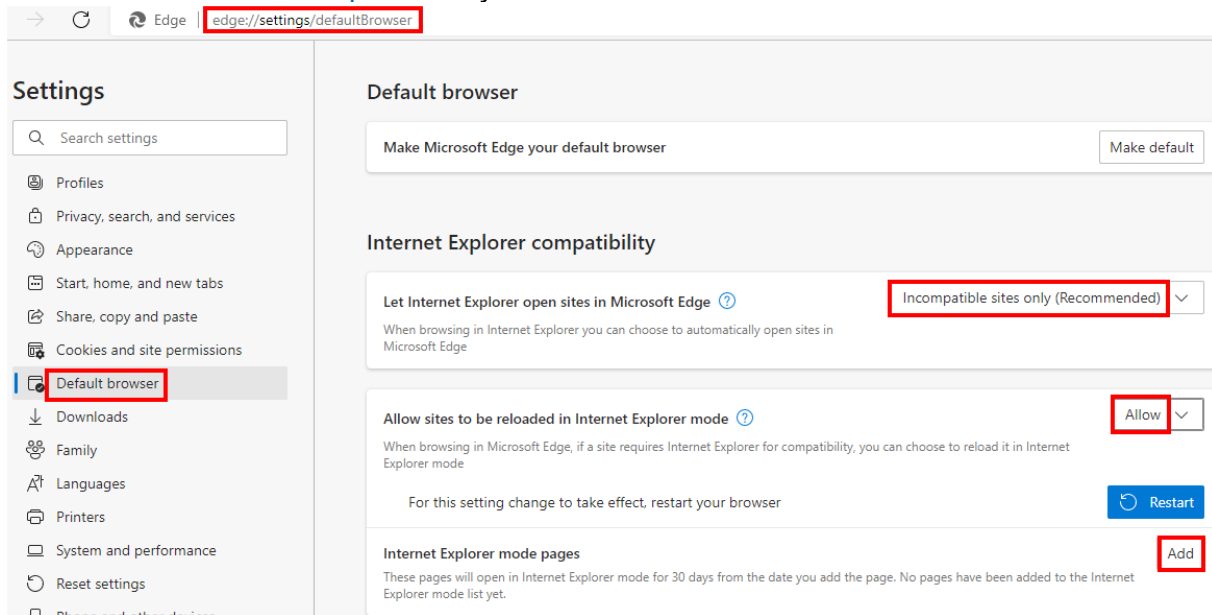 Edge edge://settings/defaultBrowser
Settings
Search settings
Profiles
Privacy, search, and services
Appearance
Start, home, and new tabs
Share, copy and paste
Cookies and site permissions
Default browser
Downloads
Family
Languages
Printers
System and performance
Reset settings
Phone and other devices
Default browser
Make Microsoft Edge your default browser
Make default
Internet Explorer compatibility
Let Internet Explorer open sites in Microsoft Edge
Incompatible sites only (Recommended)
When browsing in Internet Explorer you can choose to automatically open sites in
Microsoft Edge
Allow sites to be reloaded in Internet Explorer mode
Allow
When browsing in Microsoft Edge, if a site requires Internet Explorer for compatibility, you can choose to reload it in Internet
Explorer mode
For this setting change to take effect, restart your browser
Restart
Internet Explorer mode pages
Add
These pages will open in Internet Explorer mode for 30 days from the date you add the page. No pages have been added to the Internet
Explorer mode list yet.